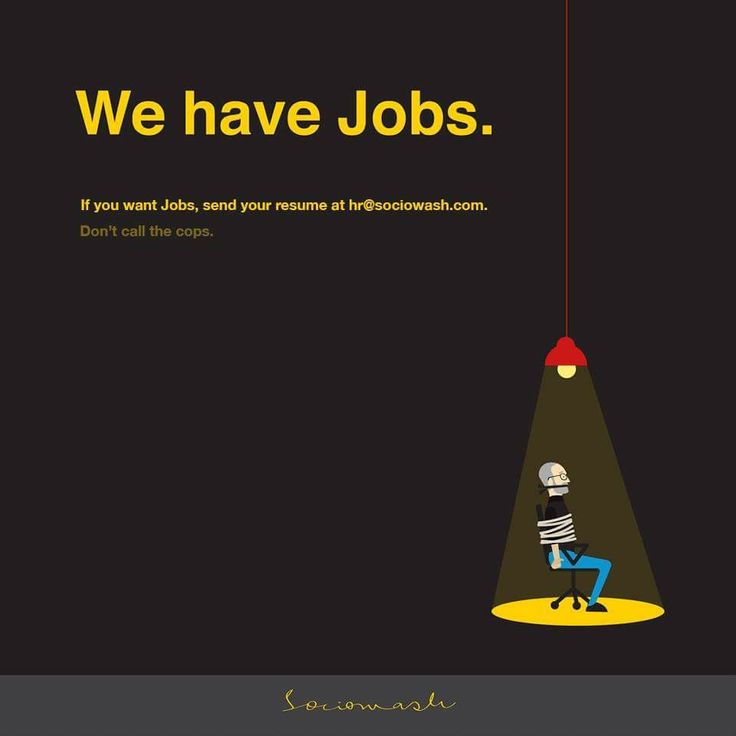 We have Jobs.
If you want Jobs, send your resume at hr@sociowash.com.
Don't call the cops.
Sociowash